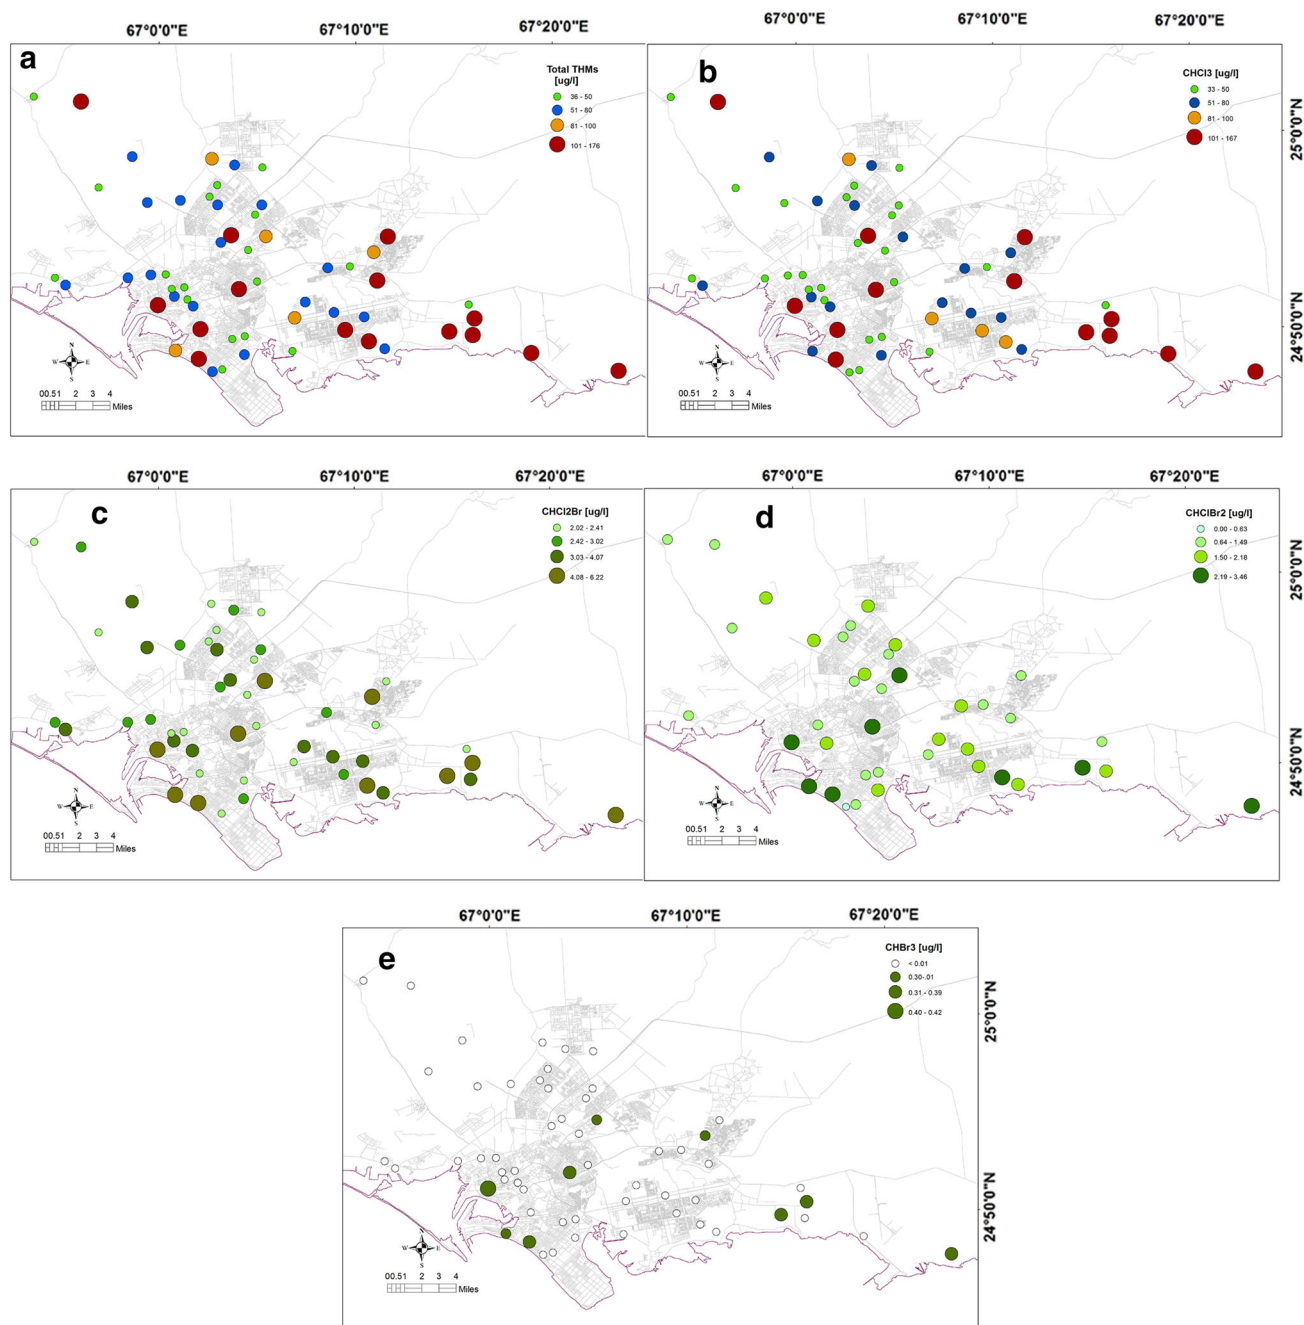 67°0'0"E 67°10'0"E 67°20'0"E
a
Total THMs
[ug/l]
36 - 50
51 - 80
81 - 100
101 - 176
N
W E
S
00.51 2 3 4
Miles
67°0'0"E 67°10'0"E 67°20'0"E
b
CHCl3 [ug/l]
33 - 50
51 - 80
81 - 100
101 - 167
25°0'0"N
24°50'0"N
N
W E
S
00.51 2 3 4
Miles
67°0'0"E 67°10'0"E 67°20'0"E
c
CHCl2Br [ug/l]
2.02 - 2.41
2.42 - 3.02
3.03 - 4.07
4.08 - 6.22
N
W E
S
00.51 2 3 4
Miles
67°0'0"E 67°10'0"E 67°20'0"E
d
CHClBr2 [ug/l]
0.00 - 0.63
0.64 - 1.49
1.50 - 2.18
2.19 - 3.46
25°0'0"N
24°50'0"N
N
W E
S
00.51 2 3 4
Miles
67°0'0"E 67°10'0"E 67°20'0"E
e
CHBr3 [ug/l]
< 0.01
0.30-.01
0.31 - 0.39
0.40 - 0.42
25°0'0"N
24°50'0"N
N
W E
S
00.51 2 3 4
Miles